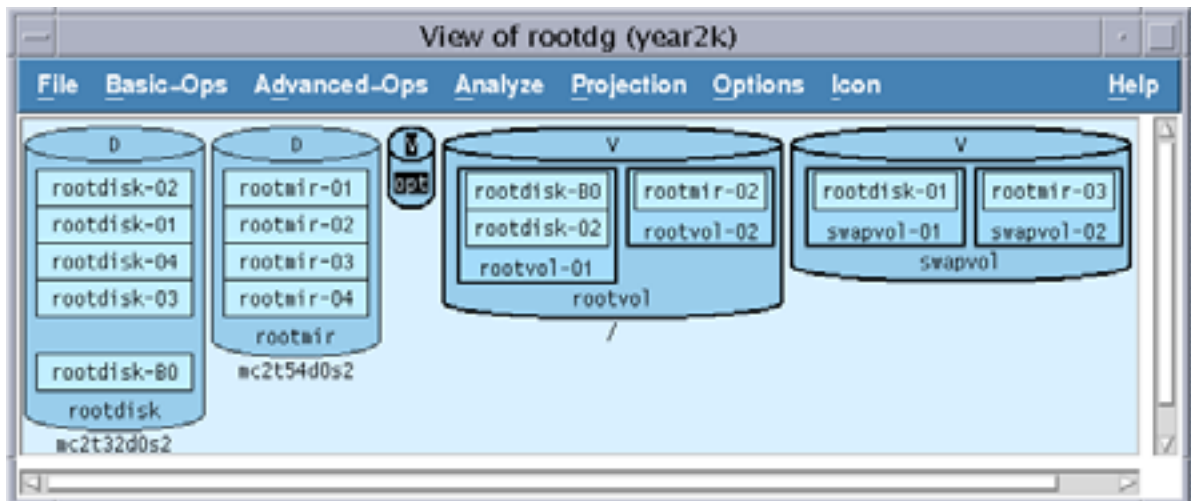 View of rootdg (year2k)
File Basic-Ops Advanced-Ops Analyze Projection Options Icon Help
D
rootdisk-02
rootdisk-01
rootdisk-04
rootdisk-03
rootdisk-B0
rootdisk
mc2t32d0s2
D
rootmir-01
rootmir-02
rootmir-03
rootmir-04
rootmir
mc2t54d0s2
V
opt
V
rootdisk-B0
rootdisk-02
rootvol-01
rootmir-02
rootvol-02
rootvol
/
V
rootdisk-01
swapvol-01
rootmir-03
swapvol-02
swapvol